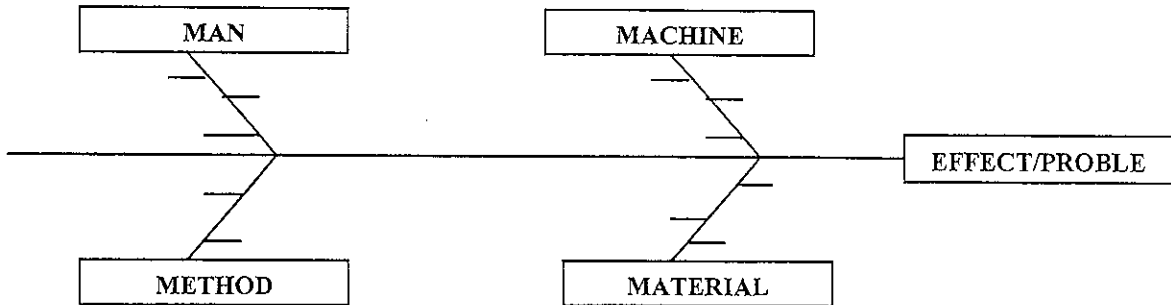 MAN
MACHINE
EFFECT/PROBLE
METHOD
MATERIAL